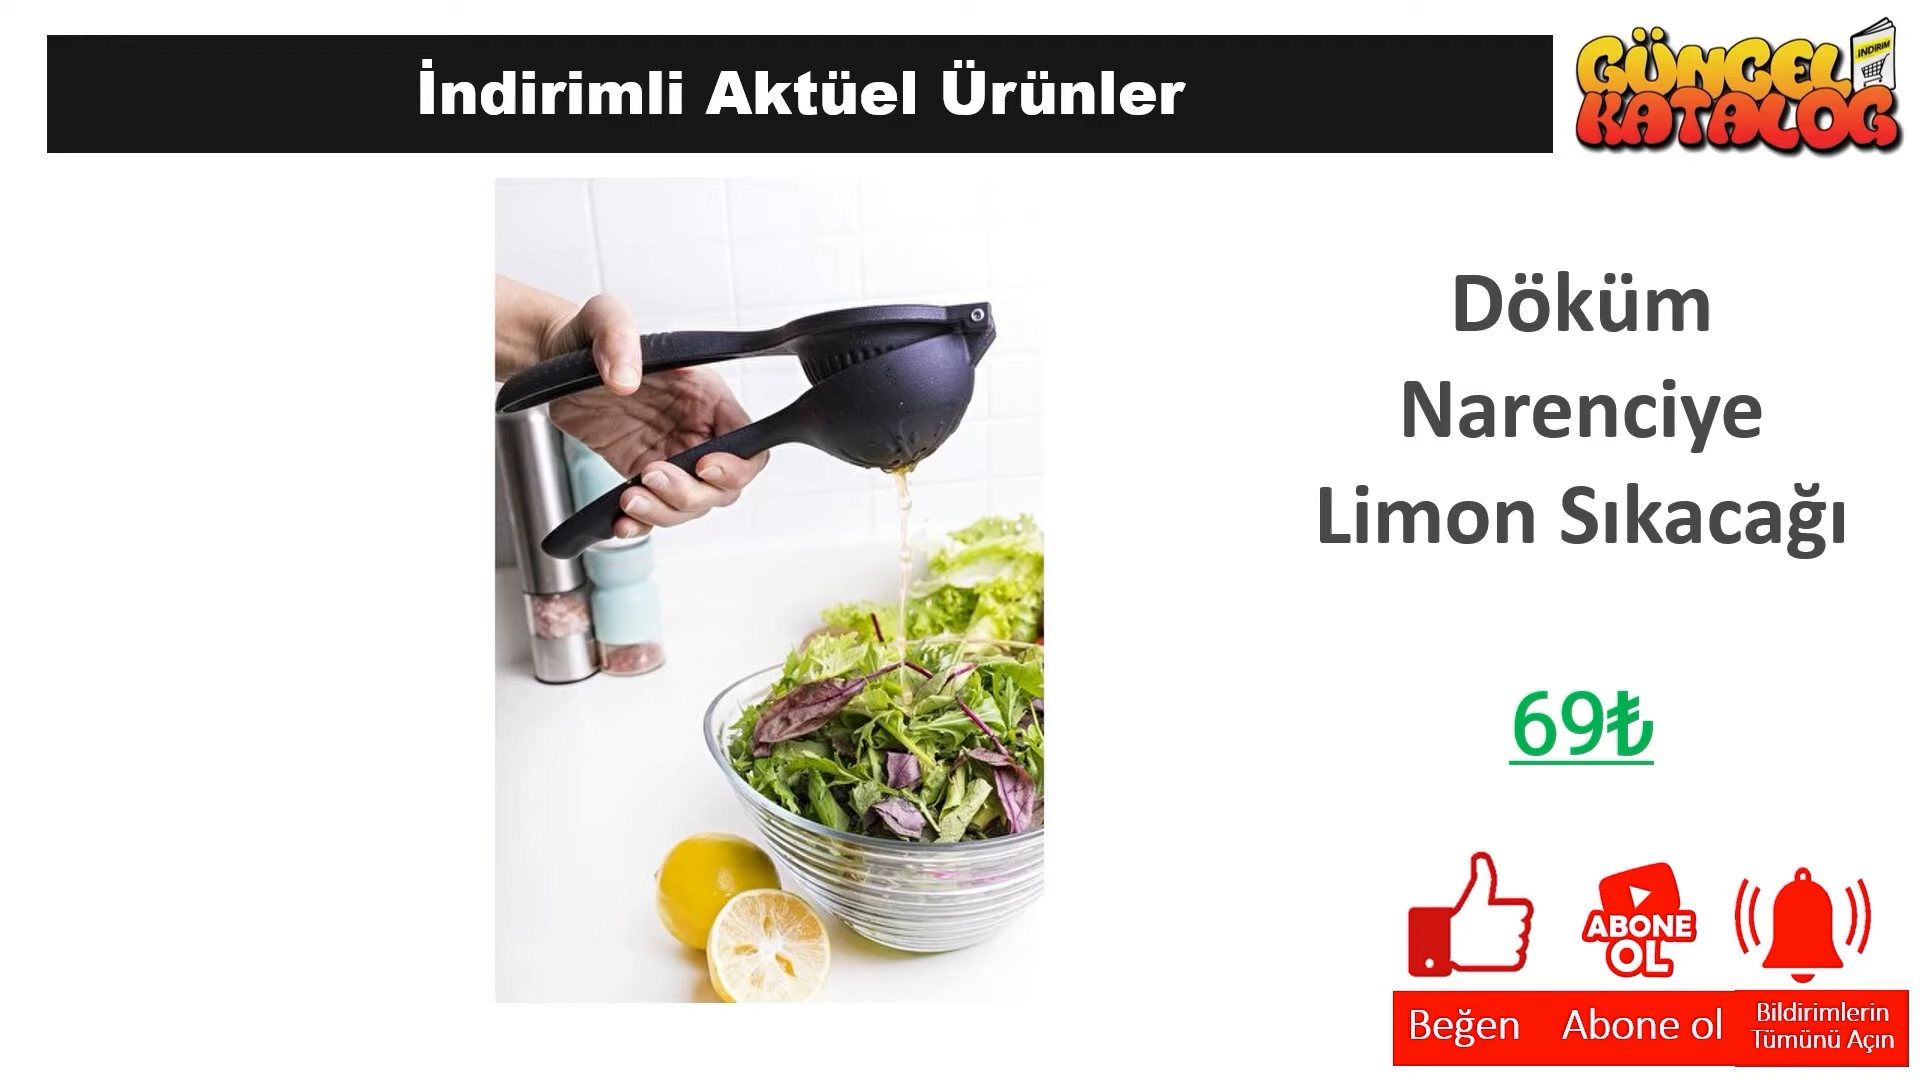 İndirimli Aktüel Ürünler
GÜNCEL
KATALOG
İNDİRİM
Döküm
Narenciye
Limon Sıkacağı
69₺
ABONE
OL
Beğen
Abone ol
Bildirimlerin
Tümünü Açın